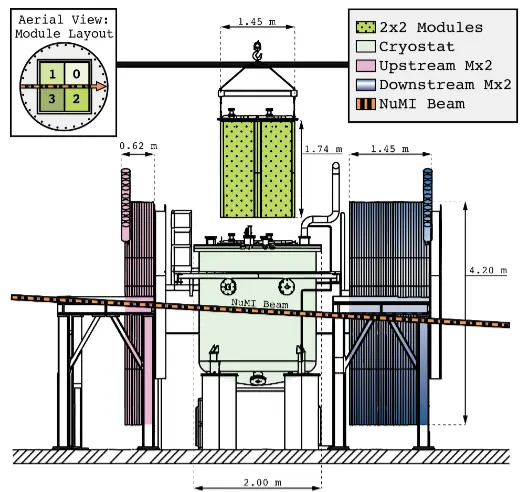 Aerial View:
Module Layout
1 0
3 2
1.45 m
2x2 Modules
Cryostat
Upstream Mx2
Downstream Mx2
NuMI Beam
0.62 m
1.74 m
1.45 m
4.20 m
NuMI Beam
2.00 m